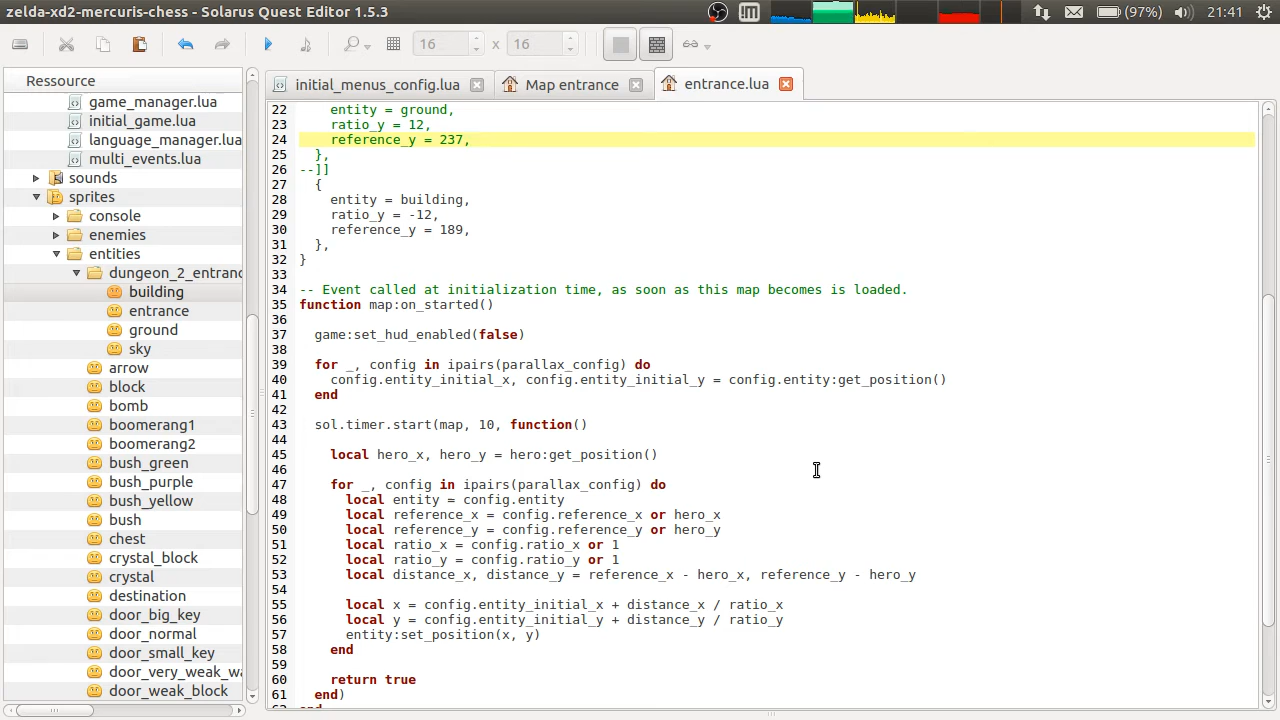 zelda-xd2-mercuris-chess - Solarus Quest Editor 1.5.3
(97%)
21:41
16 x 16
Ressource
game_manager.lua
initial_game.lua
language_manager.lua
multi_events.lua
sounds
sprites
console
enemies
entities
dungeon_2_entranc
building
entrance
ground
sky
arrow
block
bomb
boomerang1
boomerang2
bush_green
bush_purple
bush_yellow
bush
chest
crystal_block
crystal
destination
door_big_key
door_normal
door_small_key
door_very_weak_wa
door_weak_block
initial_menus_config.lua
Map entrance
entrance.lua
22 entity = ground,
23 ratio_y = 12,
24 reference_y = 237,
25 },
26 --]]
27 {
28 entity = building,
29 ratio_y = -12,
30 reference_y = 189,
31 },
32 }
33
34 -- Event called at initialization time, as soon as this map becomes is loaded.
35 function map:on_started()
36
37 game:set_hud_enabled(false)
38
39 for _, config in ipairs(parallax_config) do
40 config.entity_initial_x, config.entity_initial_y = config.entity:get_position()
41 end
42
43 sol.timer.start(map, 10, function()
44
45 local hero_x, hero_y = hero:get_position()
46
47 for _, config in ipairs(parallax_config) do
48 local entity = config.entity
49 local reference_x = config.reference_x or hero_x
50 local reference_y = config.reference_y or hero_y
51 local ratio_x = config.ratio_x or 1
52 local ratio_y = config.ratio_y or 1
53 local distance_x, distance_y = reference_x - hero_x, reference_y - hero_y
54
55 local x = config.entity_initial_x + distance_x / ratio_x
56 local y = config.entity_initial_y + distance_y / ratio_y
57 entity:set_position(x, y)
58 end
59
60 return true
61 end)
62 end